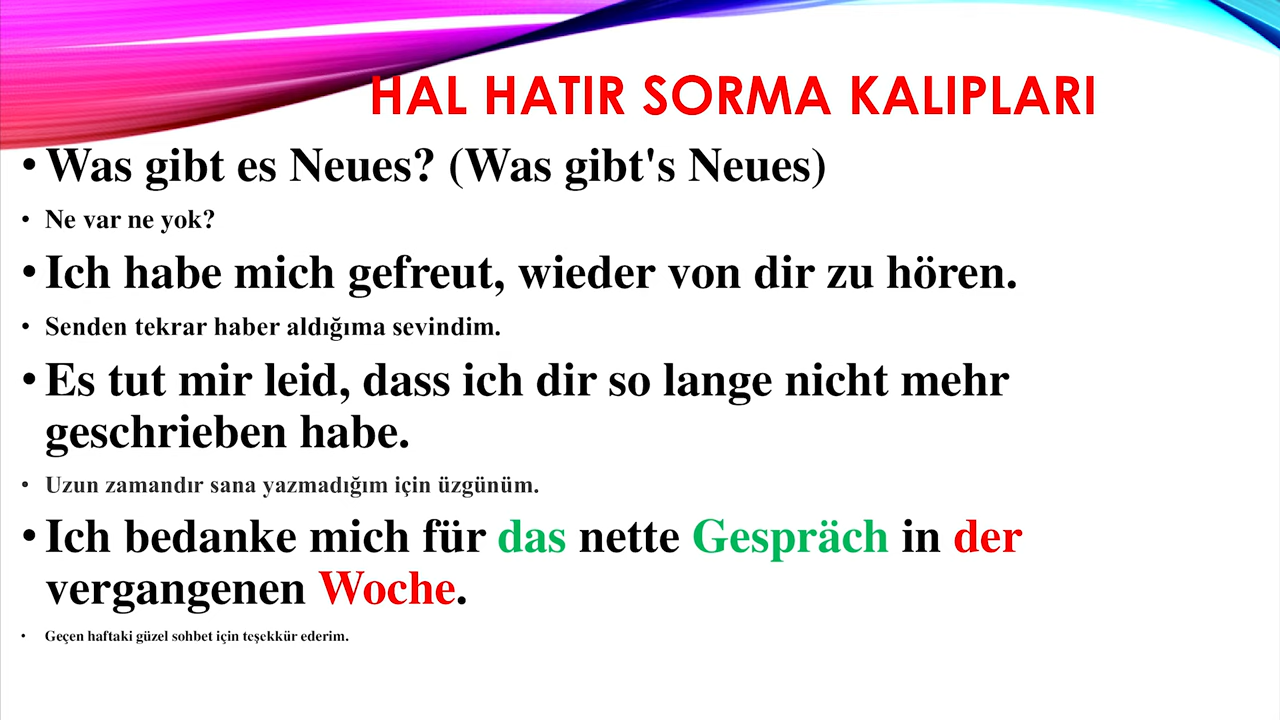 HAL HATIR SORMA KALIPLARI
• Was gibt es Neues? (Was gibt's Neues)
• Ne var ne yok?
• Ich habe mich gefreut, wieder von dir zu hören.
• Senden tekrar haber aldığıma sevindim.
• Es tut mir leid, dass ich dir so lange nicht mehr
geschrieben habe.
• Uzun zamandır sana yazmadığım için üzgünüm.
• Ich bedanke mich für das nette Gespräch in der
vergangenen Woche.
• Geçen haftaki güzel sohbet için teşekkür ederim.